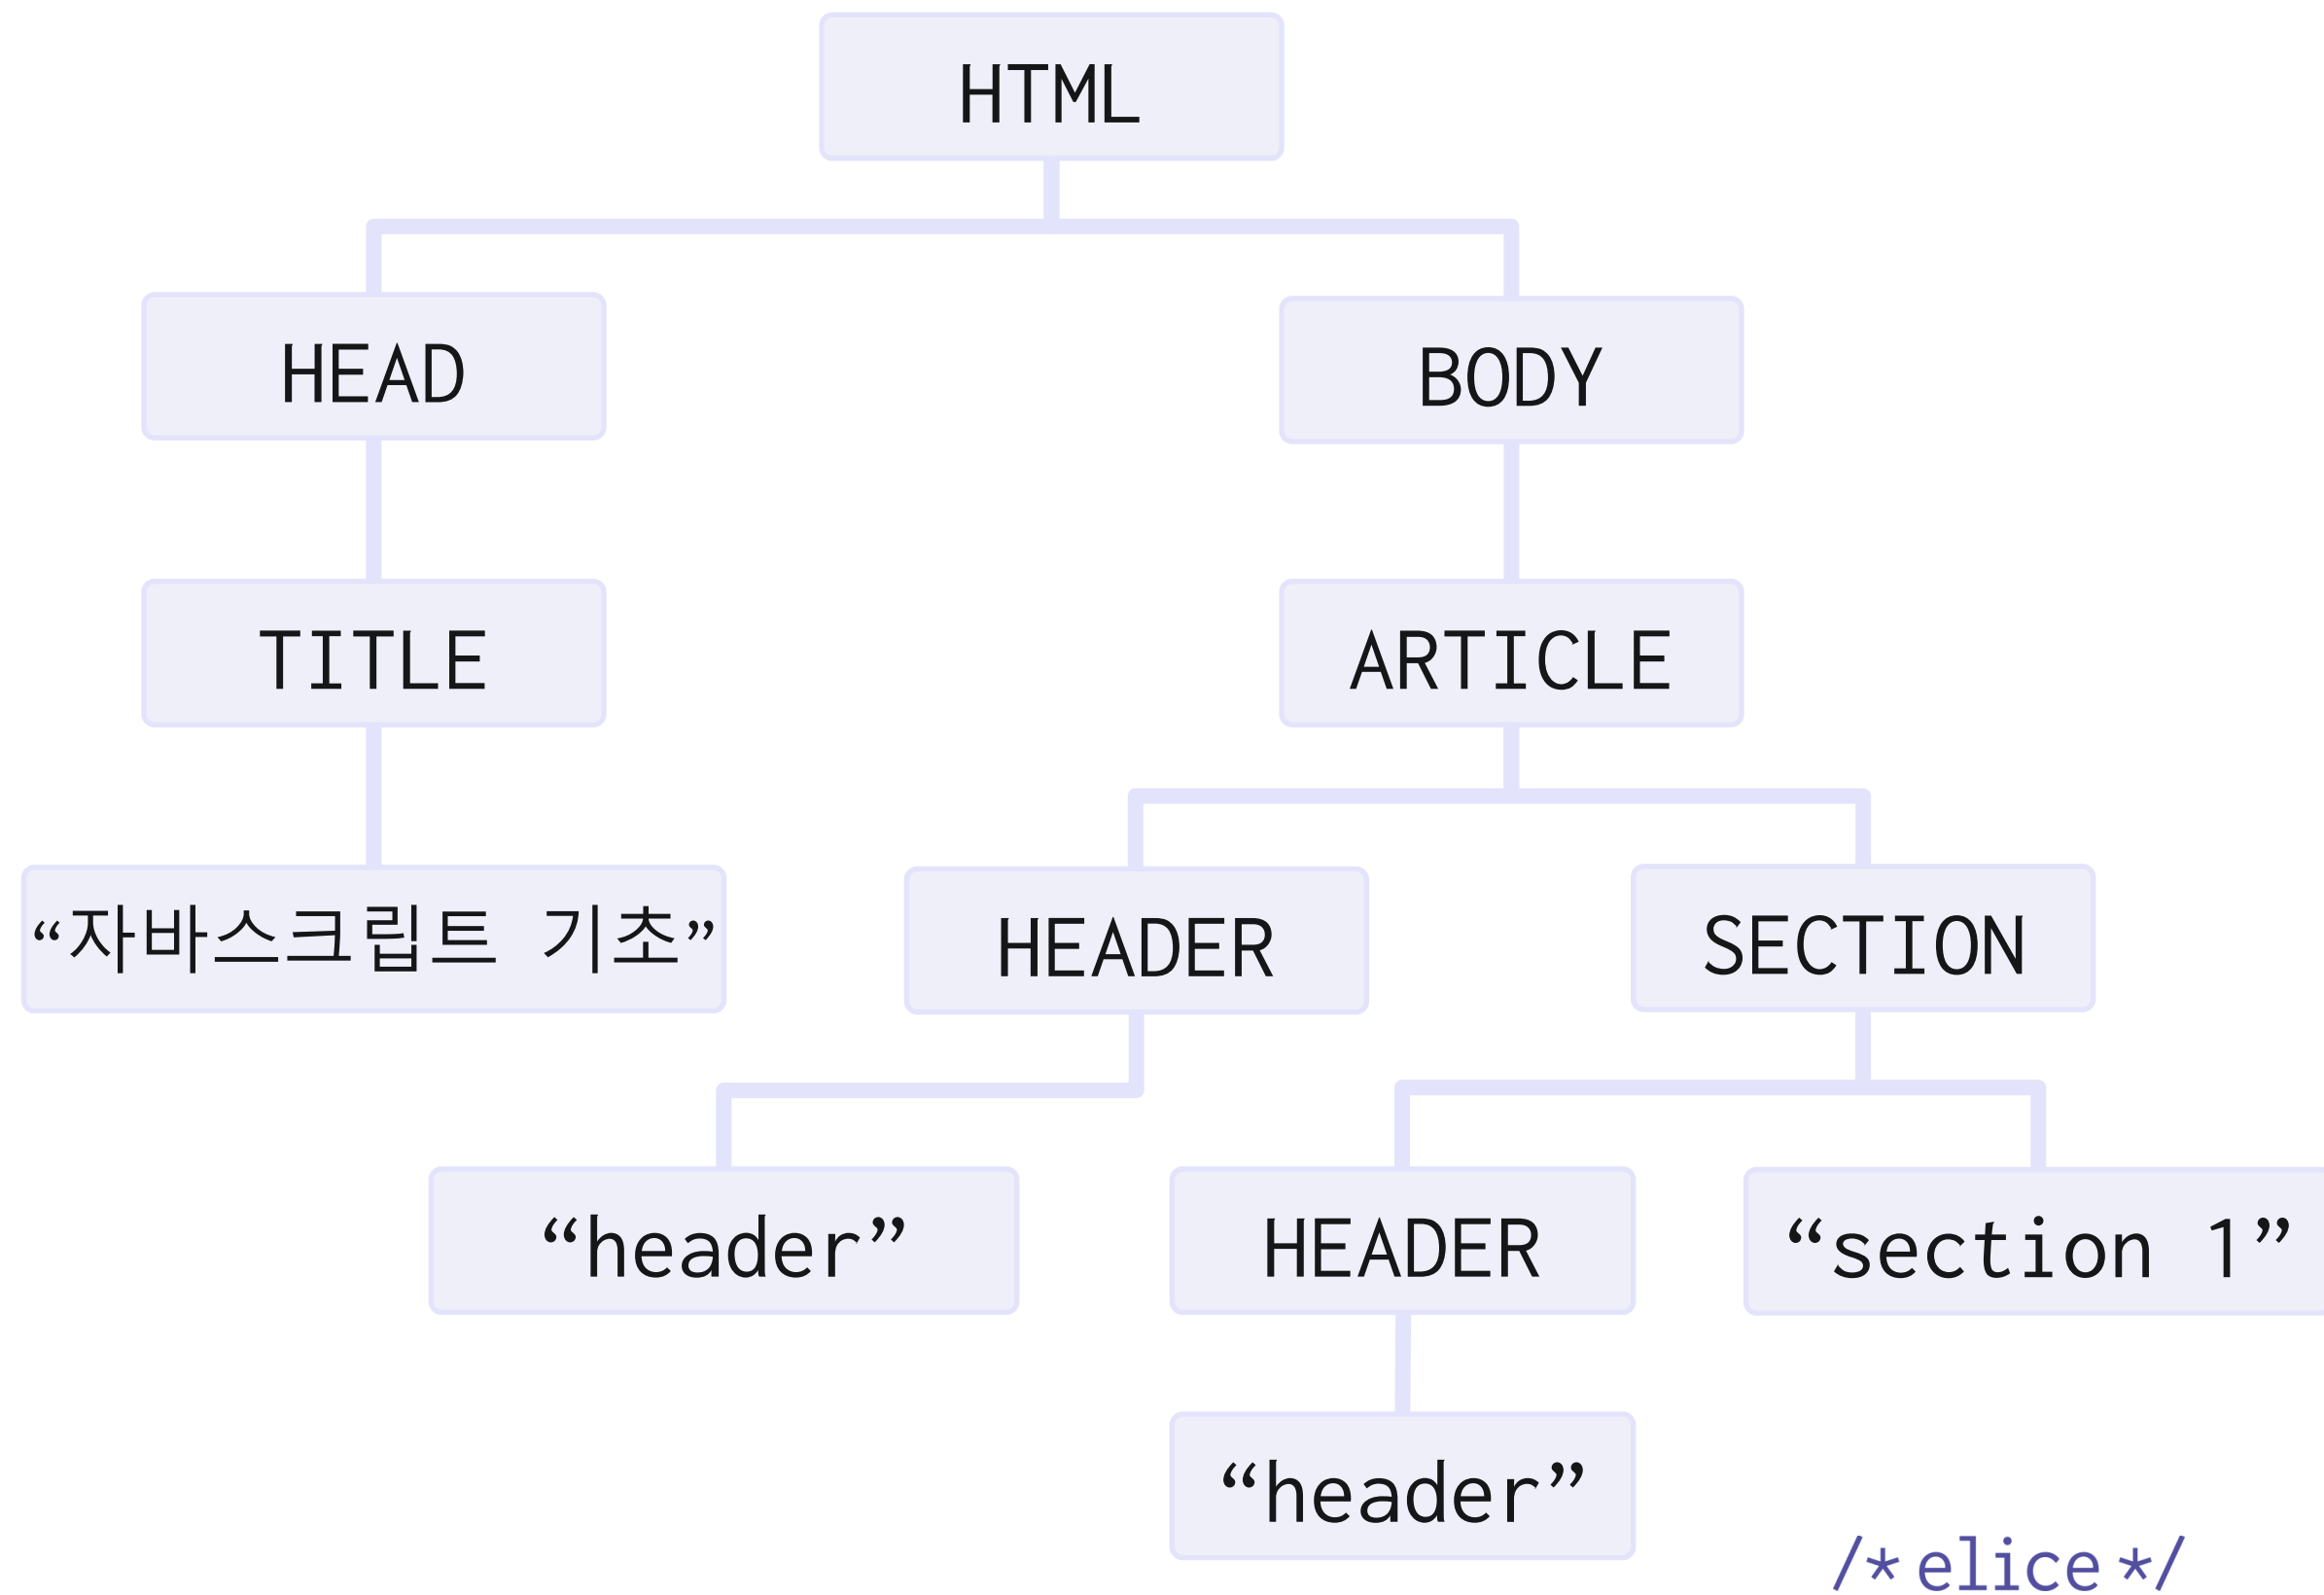 HTML
HEAD
BODY
TITLE
ARTICLE
“자바스크립트 기초”
HEADER
SECTION
“header”
HEADER
“section 1”
“header”
/* elice */